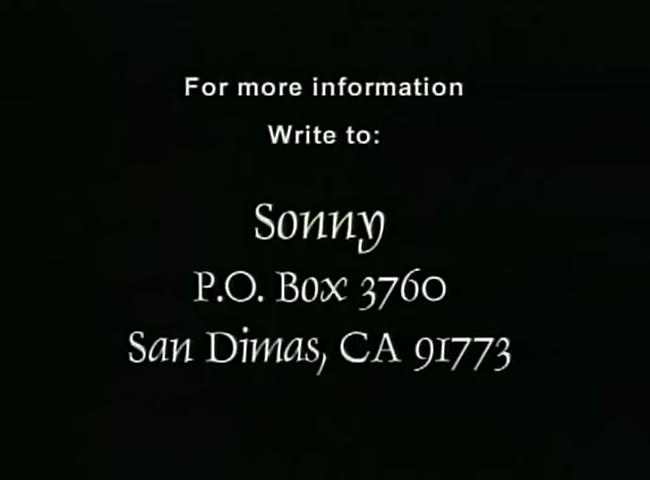 For more information
Write to:
Sonny
P.O. Box 3760
San Dimas, CA 91773